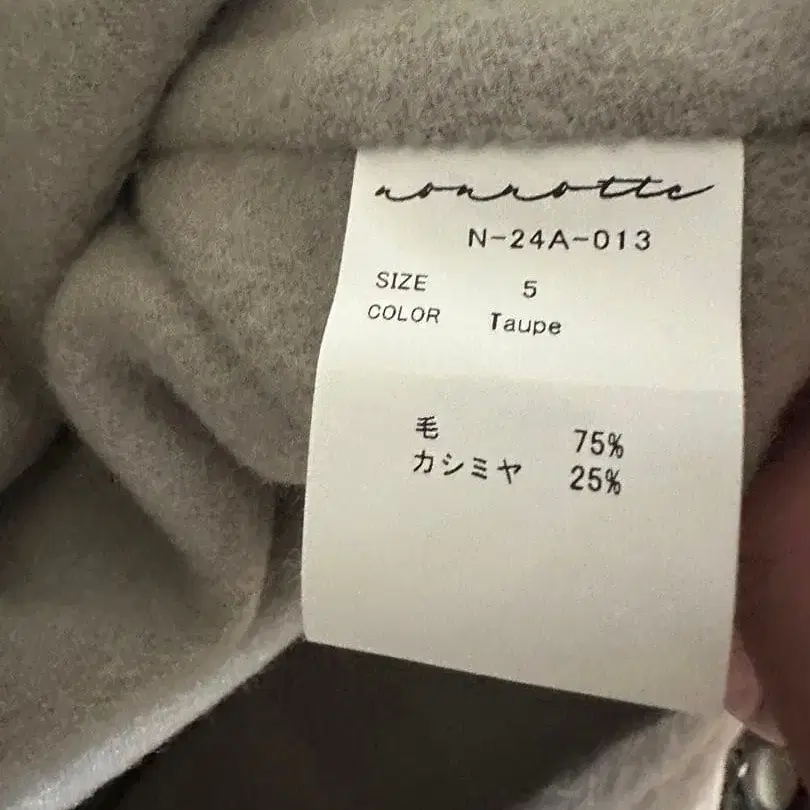 nonnotte
N-24A-013
SIZE 5
COLOR Taupe
毛 75%
カシミヤ 25%